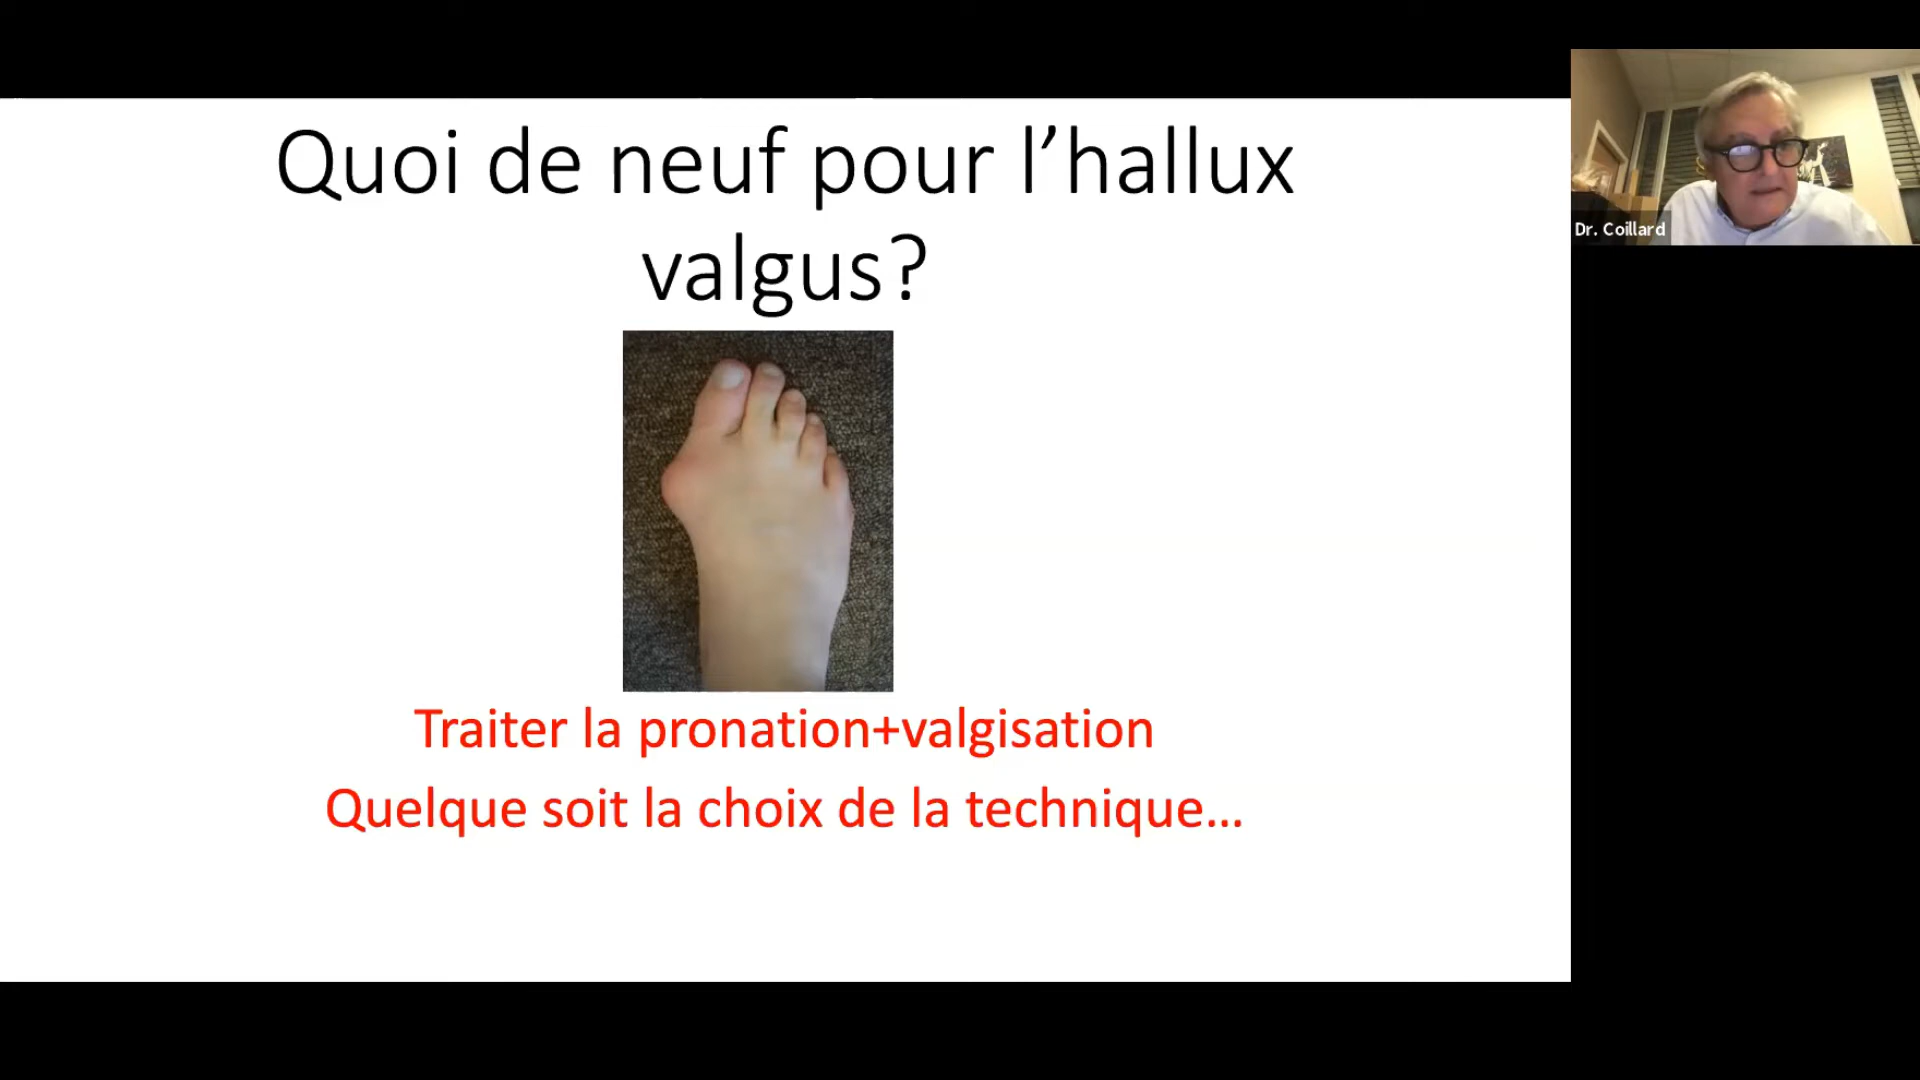 Quoi de neuf pour l’hallux
valgus?
Traiter la pronation+valgisation
Quelque soit la choix de la technique...
Dr. Coillard